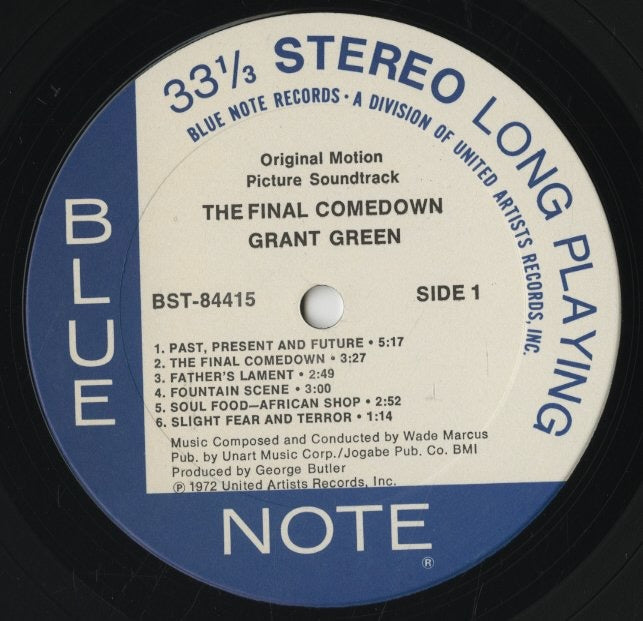 33⅓ STEREO LONG PLAYING
BLUE NOTE RECORDS • A DIVISION OF UNITED ARTISTS RECORDS, INC.
Original Motion
Picture Soundtrack
THE FINAL COMEDOWN
GRANT GREEN
BST-84415
SIDE 1
1. PAST, PRESENT AND FUTURE • 5:17
2. THE FINAL COMEDOWN • 3:27
3. FATHER'S LAMENT • 2:49
4. FOUNTAIN SCENE • 3:00
5. SOUL FOOD—AFRICAN SHOP • 2:52
6. SLIGHT FEAR AND TERROR • 1:14
Music Composed and Conducted by Wade Marcus
Pub. by Unart Music Corp./Jogabe Pub. Co. BMI
Produced by George Butler
℗ 1972 United Artists Records, Inc.
BLUE
NOTE®